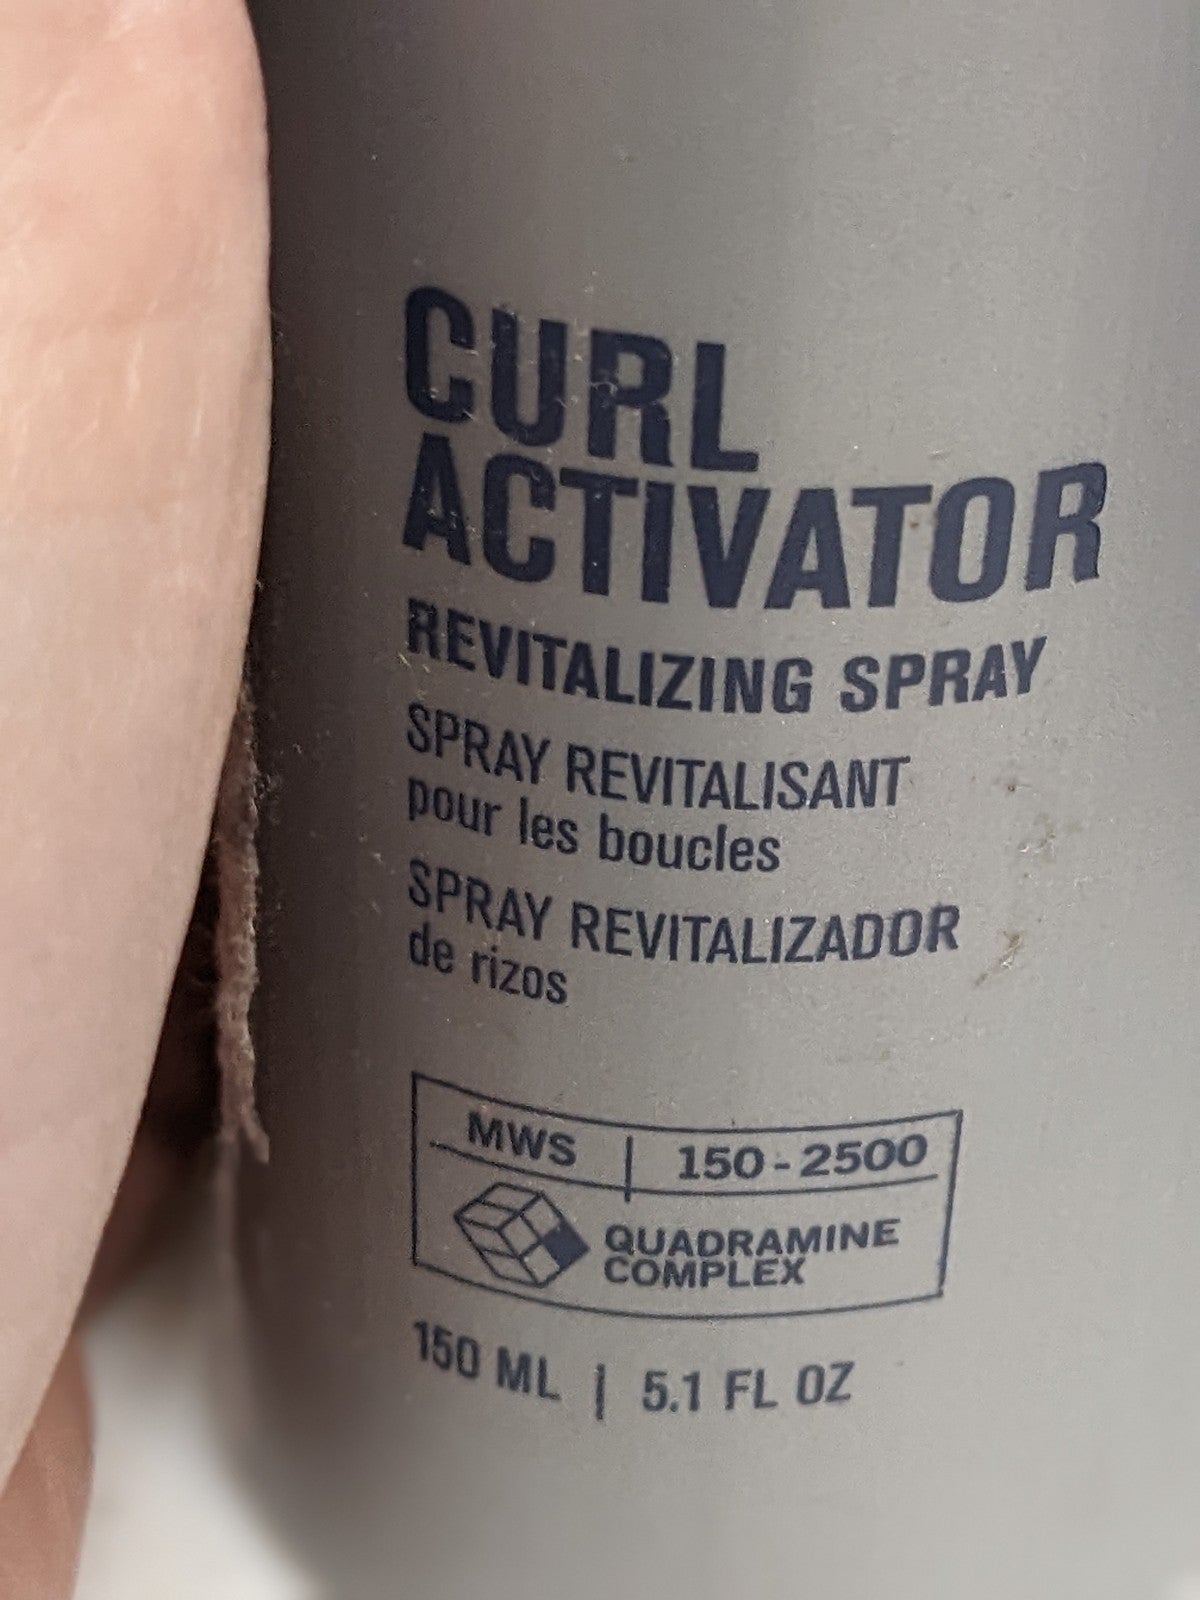 CURL
ACTIVATOR
REVITALIZING SPRAY
SPRAY REVITALISANT
pour les boucles
SPRAY REVITALIZADOR
de rizos
MWS | 150-2500
QUADRAMINE
COMPLEX
150 ML | 5.1 FL OZ